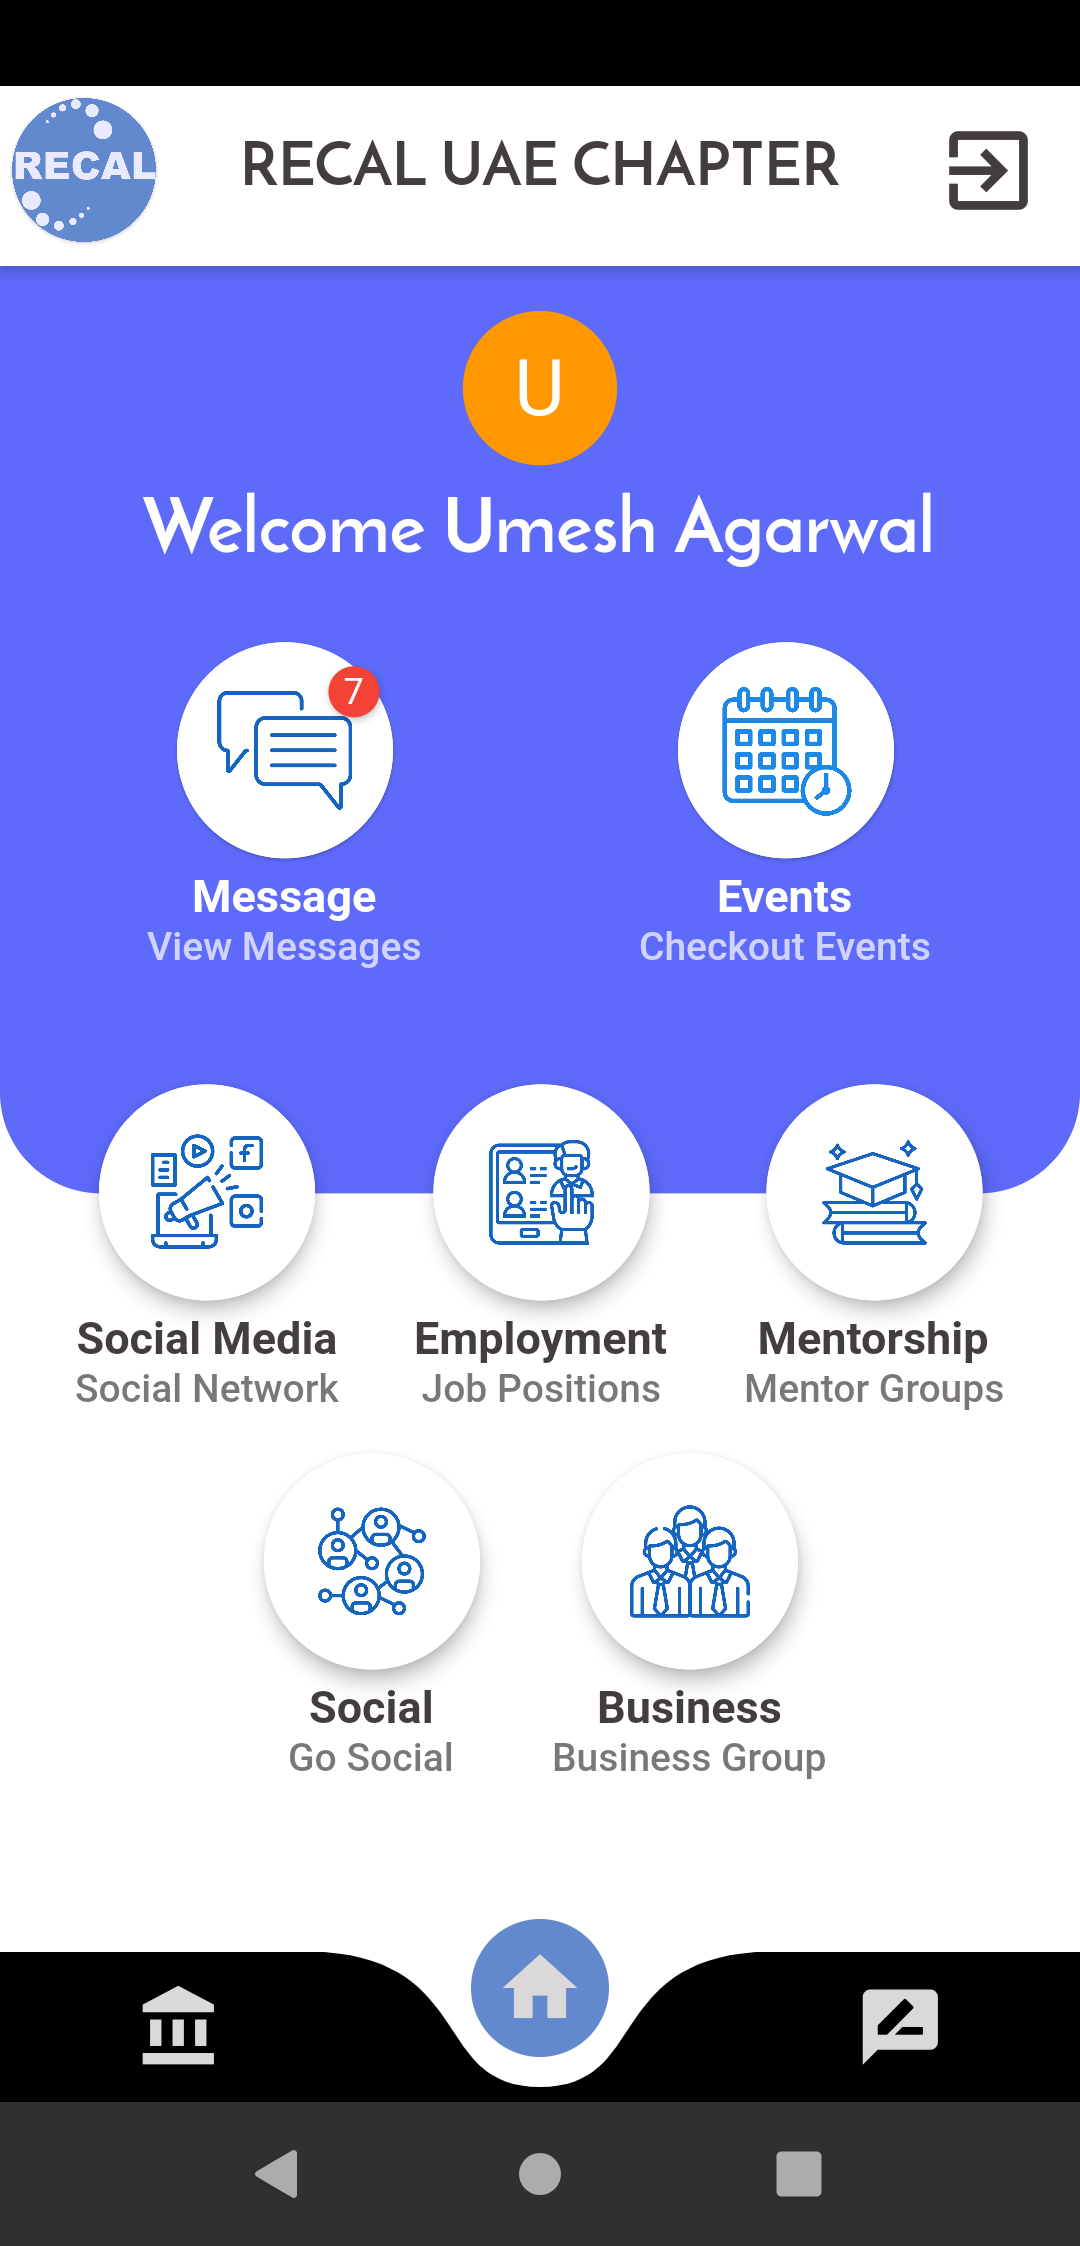 RECAL
RECAL UAE CHAPTER
U
Welcome Umesh Agarwal
7
Message
View Messages
Events
Checkout Events
Social Media
Social Network
Employment
Job Positions
Mentorship
Mentor Groups
Social
Go Social
Business
Business Group